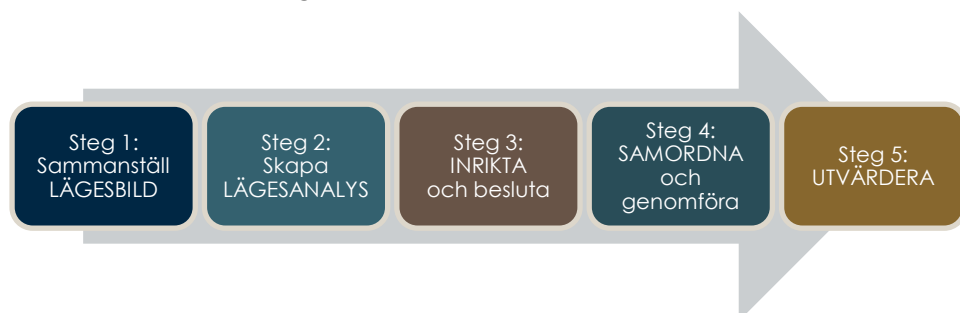 Steg 1:
Sammanställ
LÄGESBILD
Steg 2:
Skapa
LÄGESANALYS
Steg 3:
INRIKTA
och besluta
Steg 4:
SAMORDNA
och
genomföra
Steg 5:
UTVÄRDERA